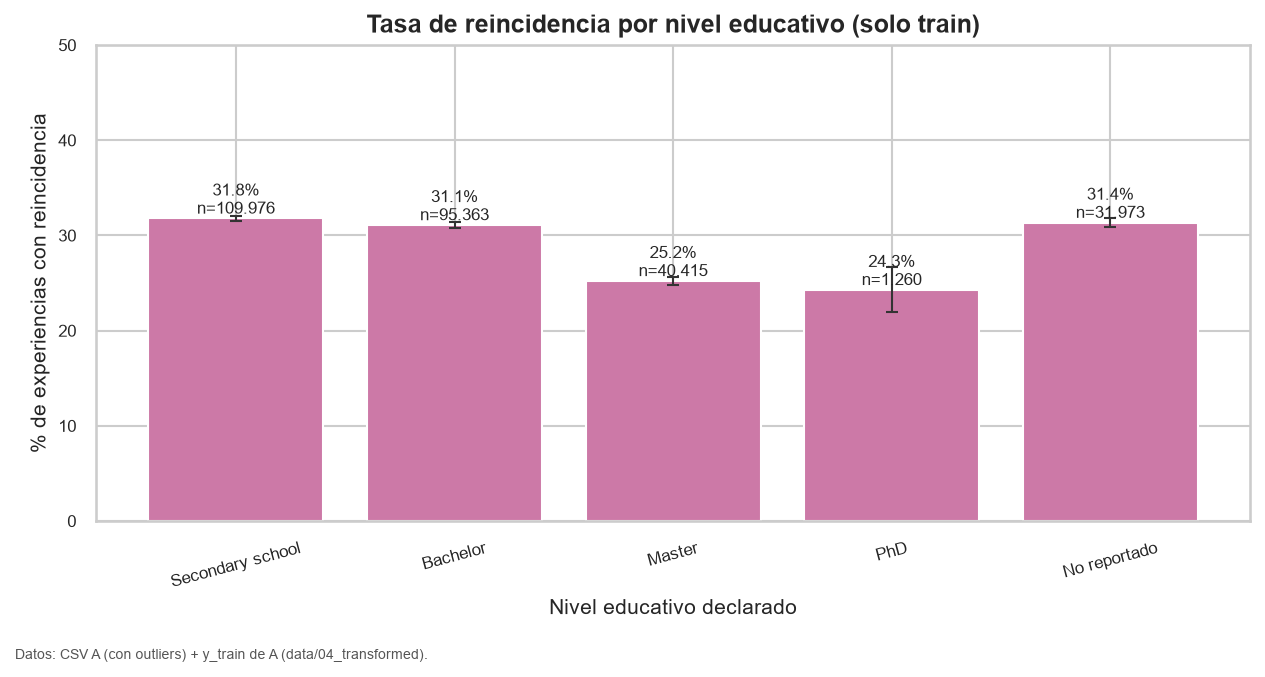 Tasa de reincidencia por nivel educativo (solo train)
% de experiencias con reincidencia
50
40
30
20
10
0
31.8%
n=109.976
31.1%
n=95.363
25.2%
n=40.415
24.3%
n=1.260
31.4%
n=31.973
Secondary school
Bachelor
Master
PhD
No reportado
Nivel educativo declarado
Datos: CSV A (con outliers) + y_train de A (data/04_transformed).